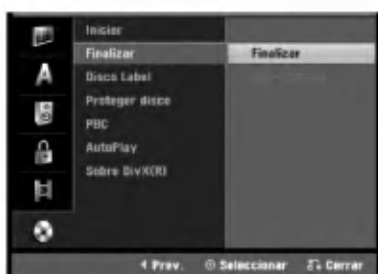 Iniciar
Finalizar
Finalizar
A
Disco Label
Proteger disco
PBC
AutoPlay
Sobre DivX(R)
Prev. Seleccionar Cerrar